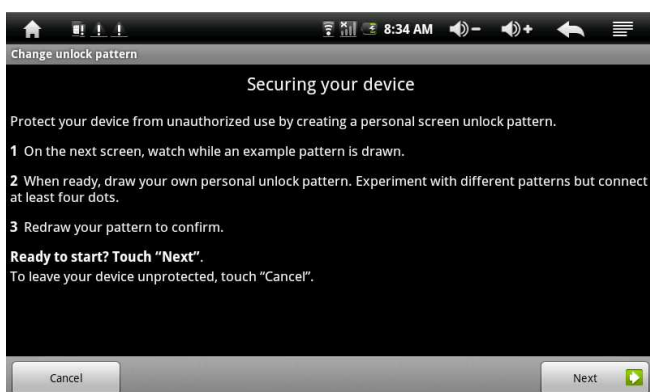 8:34 AM
Change unlock pattern
Securing your device
Protect your device from unauthorized use by creating a personal screen unlock pattern.
1 On the next screen, watch while an example pattern is drawn.
2 When ready, draw your own personal unlock pattern. Experiment with different patterns but connect
at least four dots.
3 Redraw your pattern to confirm.
Ready to start? Touch “Next”.
To leave your device unprotected, touch “Cancel”.
Cancel
Next